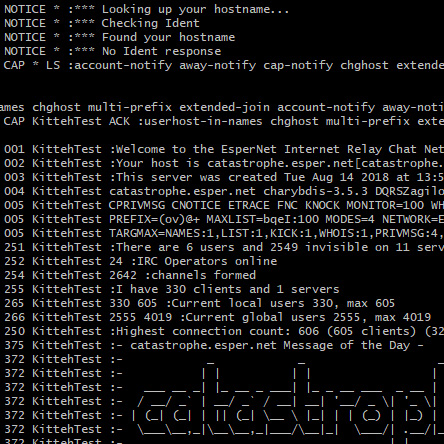 NOTICE * :*** Looking up your hostname...
NOTICE * :*** Checking Ident
NOTICE * :*** Found your hostname
NOTICE * :*** No Ident response
CAP * LS :account-notify away-notify cap-notify chghost extende
ames chghost multi-prefix extended-join account-notify away-noti
CAP KittehTest ACK :userhost-in-names chghost multi-prefix exte
001 KittehTest :Welcome to the EsperNet Internet Relay Chat Net
002 KittehTest :Your host is catastrophe.esper.net[catastrophe.
003 KittehTest :This server was created Tue Aug 14 2018 at 13:5
004 KittehTest catastrophe.esper.net charybdis-3.5.3 DQRSZagilo
005 KittehTest CPRIVMSG CNOTICE ETRACE FNC KNOCK MONITOR=100 WH
005 KittehTest PREFIX=(ov)@+ MAXLIST=bqeI:100 MODES=4 NETWORK=E
005 KittehTest TARGMAX=NAMES:1,LIST:1,KICK:1,WHOIS:1,PRIVMSG:4,
251 KittehTest :There are 6 users and 2549 invisible on 11 serv
252 KittehTest 24 :IRC Operators online
254 KittehTest 2642 :channels formed
255 KittehTest :I have 330 clients and 1 servers
265 KittehTest 330 605 :Current local users 330, max 605
266 KittehTest 2555 4019 :Current global users 2555, max 4019
250 KittehTest :Highest connection count: 606 (605 clients) (32
375 KittehTest :- catastrophe.esper.net Message of the Day -
372 KittehTest :-
372 KittehTest :-
372 KittehTest :-
372 KittehTest :-
372 KittehTest :-
372 KittehTest :-
372 KittehTest :-